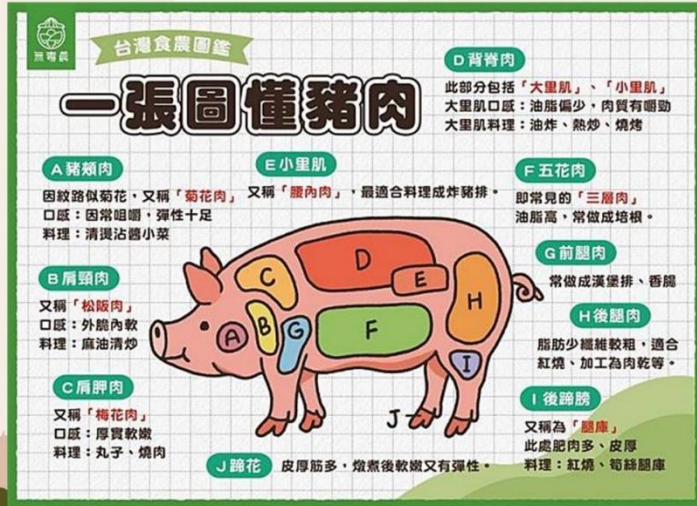 無毒農
台灣食農圖鑑
一張圖懂豬肉
D 背脊肉
此部分包括「大里肌」、「小里肌」
大里肌口感：油脂偏少，肉質有嚼勁
大里肌料理：油炸、熱炒、燒烤
A 豬頰肉
因紋路似菊花，又稱「菊花肉」
口感：因常咀嚼，彈性十足
料理：清燙沾醬小菜
E 小里肌
又稱「腰內肉」，最適合料理成炸豬排。
F 五花肉
即常見的「三層肉」
油脂高，常做成培根。
B 肩頸肉
又稱「松阪肉」
口感：外脆內軟
料理：麻油清炒
G 前腿肉
常做成漢堡排、香腸
H 後腿肉
脂肪少纖維較粗，適合
紅燒、加工為肉乾等。
C 肩胛肉
又稱「梅花肉」
口感：厚實軟嫩
料理：丸子、燒肉
I 後蹄膀
又稱為「腿庫」
此處肥肉多、皮厚
料理：紅燒、筍絲腿庫
J 蹄花
皮厚筋多，燉煮後軟嫩又有彈性。
A
B
C
D
E
F
G
H
I
J